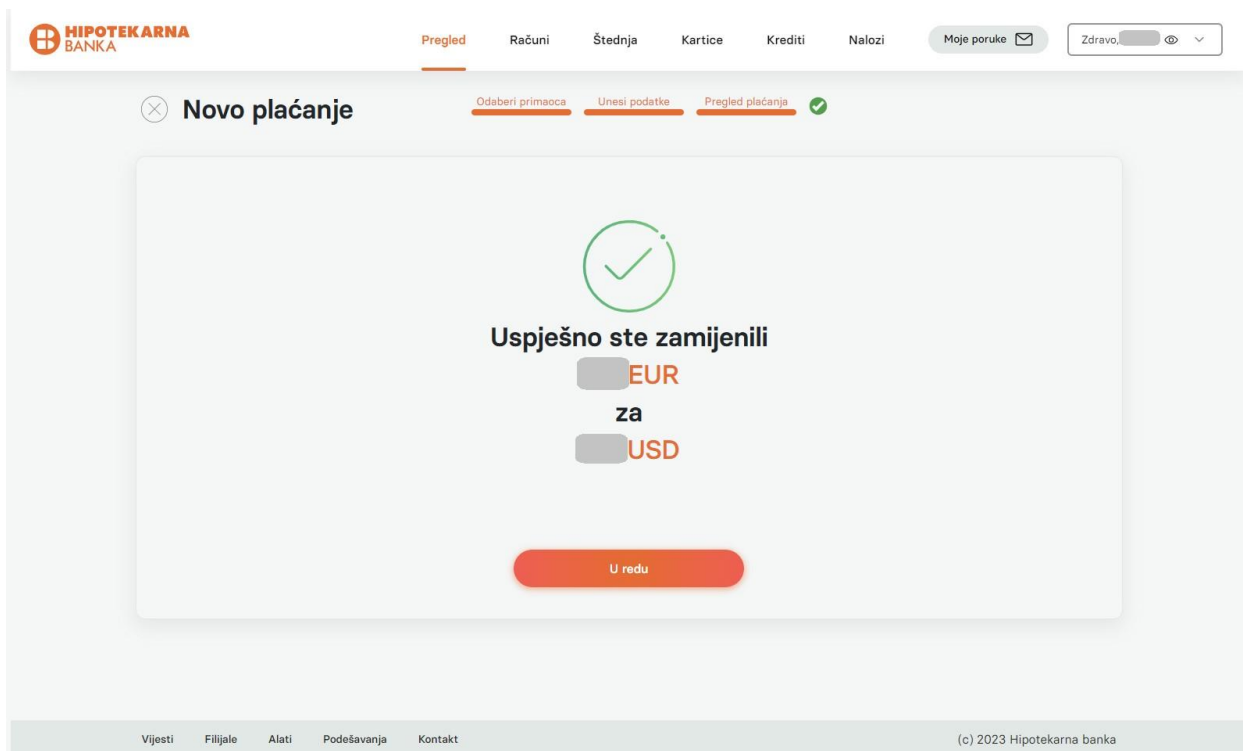 HIPOTEKARNA
BANKA
Pregled Računi Štednja Kartice Krediti Nalozi Moje poruke Zdravo,
Novo plaćanje
Odaberi primaoca Unesi podatke Pregled plaćanja
Uspješno ste zamijenili
EUR
za
USD
U redu
Vijesti Filijale Alati Podešavanja Kontakt (c) 2023 Hipotekarna banka